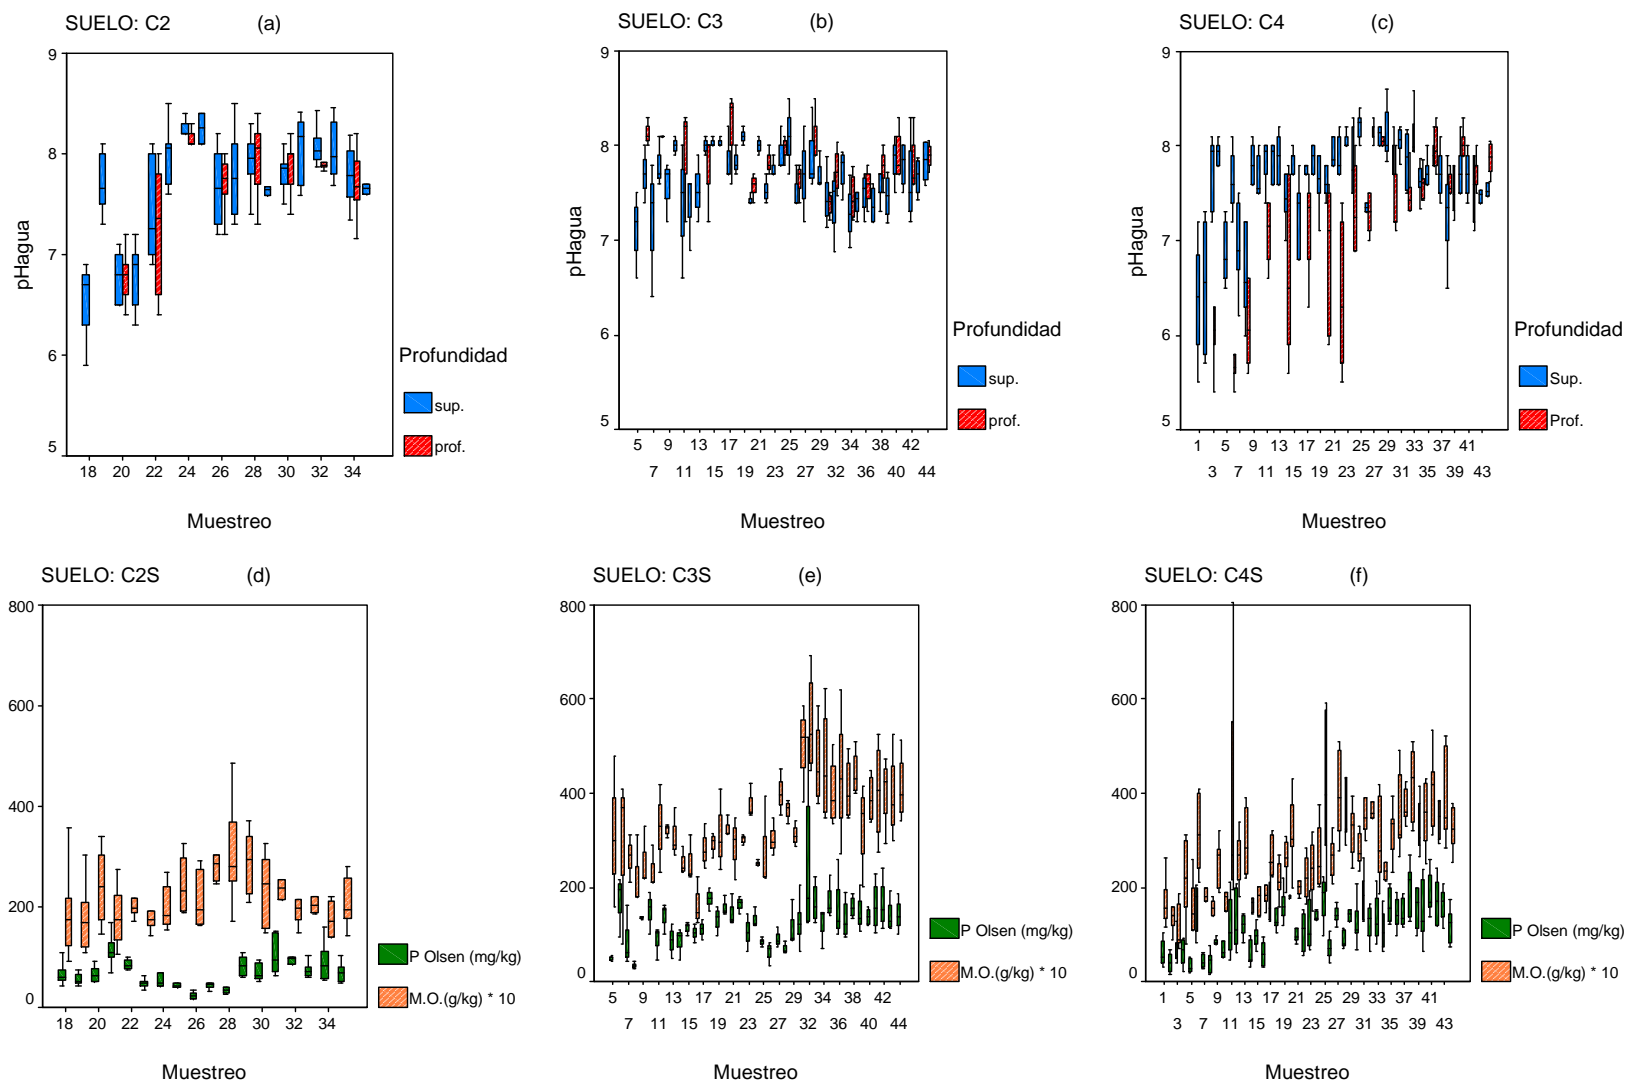 SUELO: C2 (a)
9
8
7
6
5
pHagua
18 20 22 24 26 28 30 32 34
Muestreo
Profundidad
sup.
prof.
SUELO: C3 (b)
9
8
7
6
5
pHagua
5 9 13 17 21 25 29 34 38 42
7 11 15 19 23 27 32 36 40 44
Muestreo
Profundidad
sup.
prof.
SUELO: C4 (c)
9
8
7
6
5
pHagua
1 5 9 13 17 21 25 29 33 37 41
3 7 11 15 19 23 27 31 35 39 43
Muestreo
Profundidad
Sup.
Prof.
SUELO: C2S (d)
800
600
400
200
0
18 20 22 24 26 28 30 32 34
Muestreo
P Olsen (mg/kg)
M.O.(g/kg) * 10
SUELO: C3S (e)
800
600
400
200
0
5 9 13 17 21 25 29 34 38 42
7 11 15 19 23 27 32 36 40 44
Muestreo
P Olsen (mg/kg)
M.O.(g/kg) * 10
SUELO: C4S (f)
800
600
400
200
0
1 5 9 13 17 21 25 29 33 37 41
3 7 11 15 19 23 27 31 35 39 43
Muestreo
P Olsen (mg/kg)
M.O.(g/kg) * 10